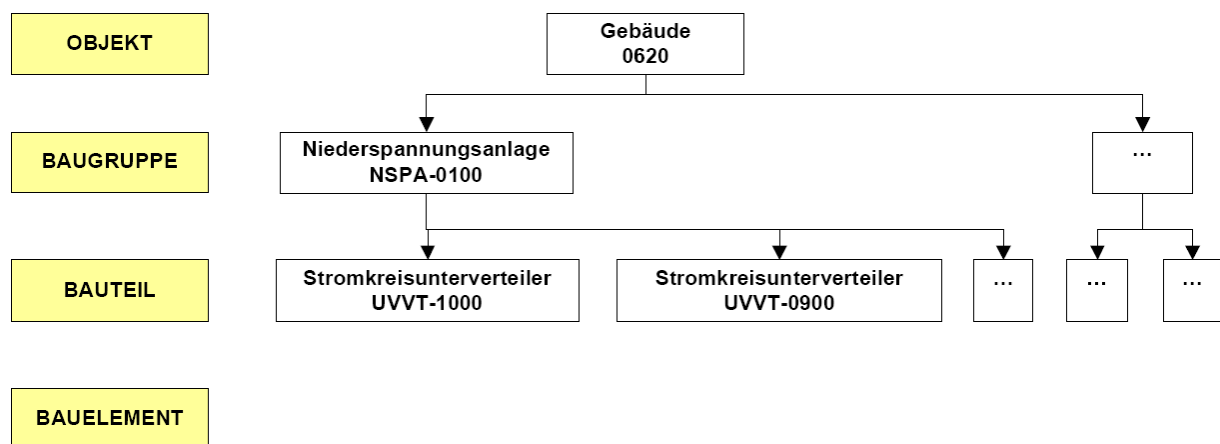 OBJEKT
Gebäude
0620
BAUGRUPPE
Niederspannungsanlage
NSPA-0100
...
BAUTEIL
Stromkreisunterverteiler
UVVT-1000
Stromkreisunterverteiler
UVVT-0900
...
...
...
BAUELEMENT